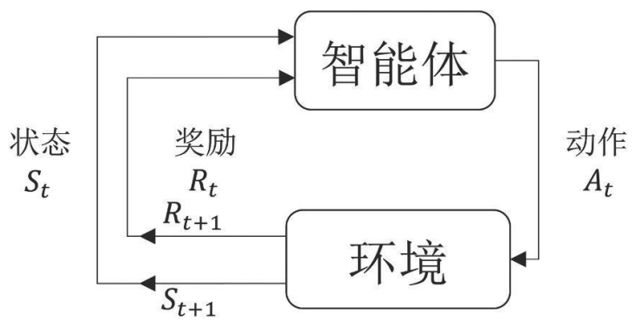 智能体
状态
S_t
奖励
R_t
动作
A_t
R_{t+1}
环境
S_{t+1}